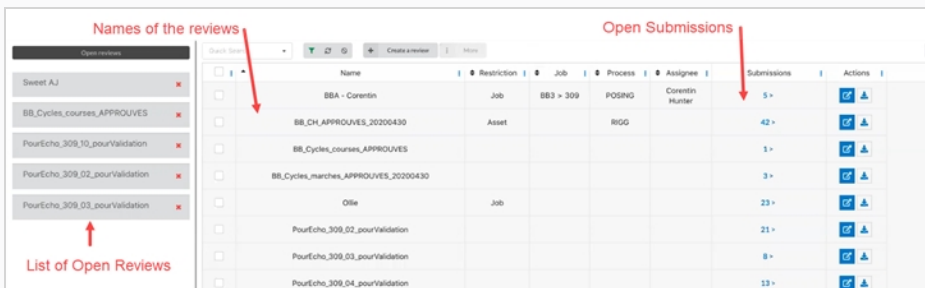 Names of the reviews
Open Submissions
Open reviews
Quick Search
Create a review
More
Sweet AJ
BB_Cycles_courses_APPROUVES
PourEcho_309_10_pourValidation
PourEcho_309_02_pourValidation
PourEcho_309_03_pourValidation
List of Open Reviews
Name Restriction Job Process Assignee Submissions Actions
BBA - Corentin Job BB3 > 309 POSING Corentin Hunter 5 >
BB_CH_APPROUVES_20200430 Asset RIGG 42 >
BB_Cycles_courses_APPROUVES 1 >
BB_Cycles_marches_APPROUVES_20200430 3 >
Ollie Job 23 >
PourEcho_309_02_pourValidation 21 >
PourEcho_309_03_pourValidation 8 >
PourEcho_309_04_pourValidation 13 >